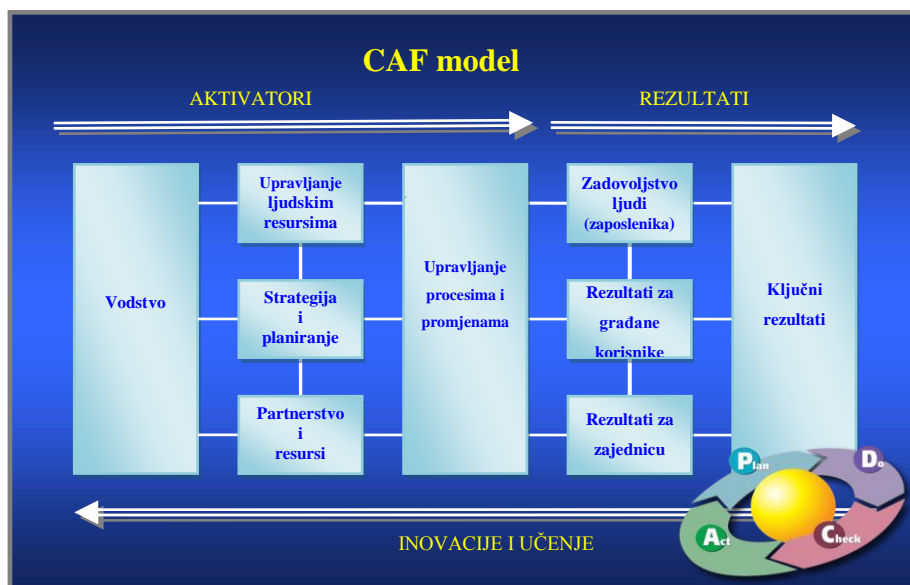 CAF model
AKTIVATORI
REZULTATI
Vodstvo
Upravljanje
ljudskim
resursima
Strategija
i
planiranje
Partnerstvo
i
resursi
Upravljanje
procesima i
promjenama
Zadovoljstvo
ljudi
(zaposlenika)
Rezultati za
građane
korisnike
Rezultati za
zajednicu
Ključni
rezultati
Plan
Do
Act
Check
INOVACIJE I UČENJE